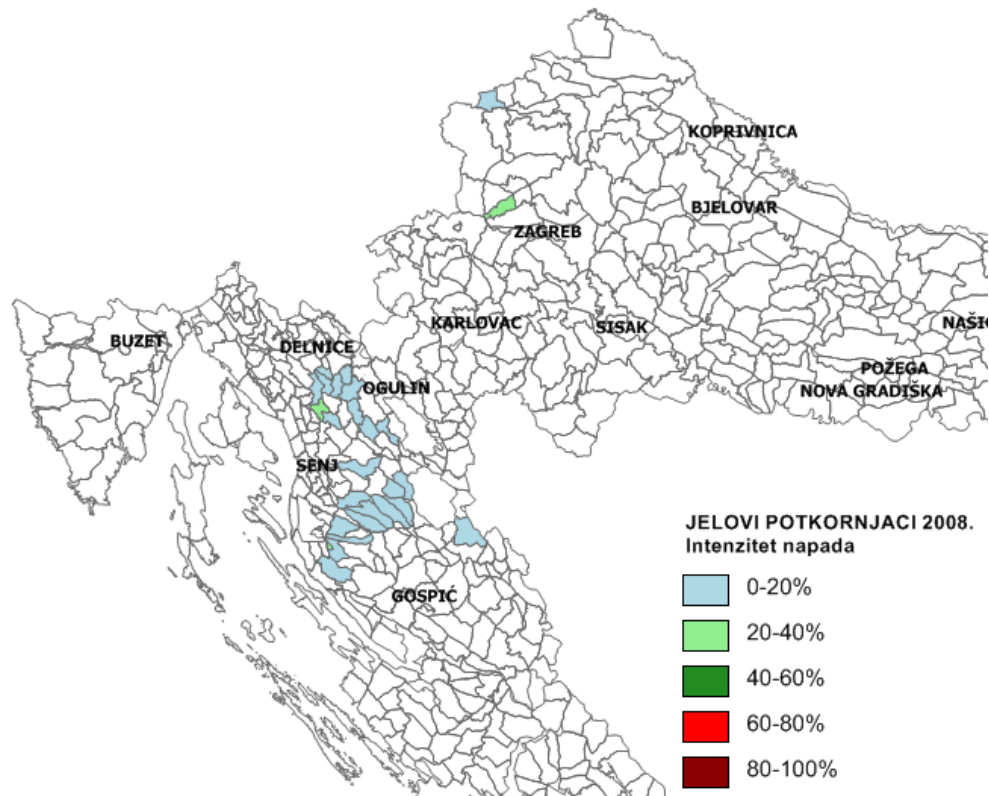 KOPRIVNICA
BJELOVAR
ZAGREB
KARLOVAC
SISAK
BUZET
DELNICE
NAŠIC
POŽEGA
OGULIN
NOVA GRADIŠKA
SENJ
GOSPIĆ
JELOVI POTKORNJACI 2008.
Intenzitet napada
0-20%
20-40%
40-60%
60-80%
80-100%